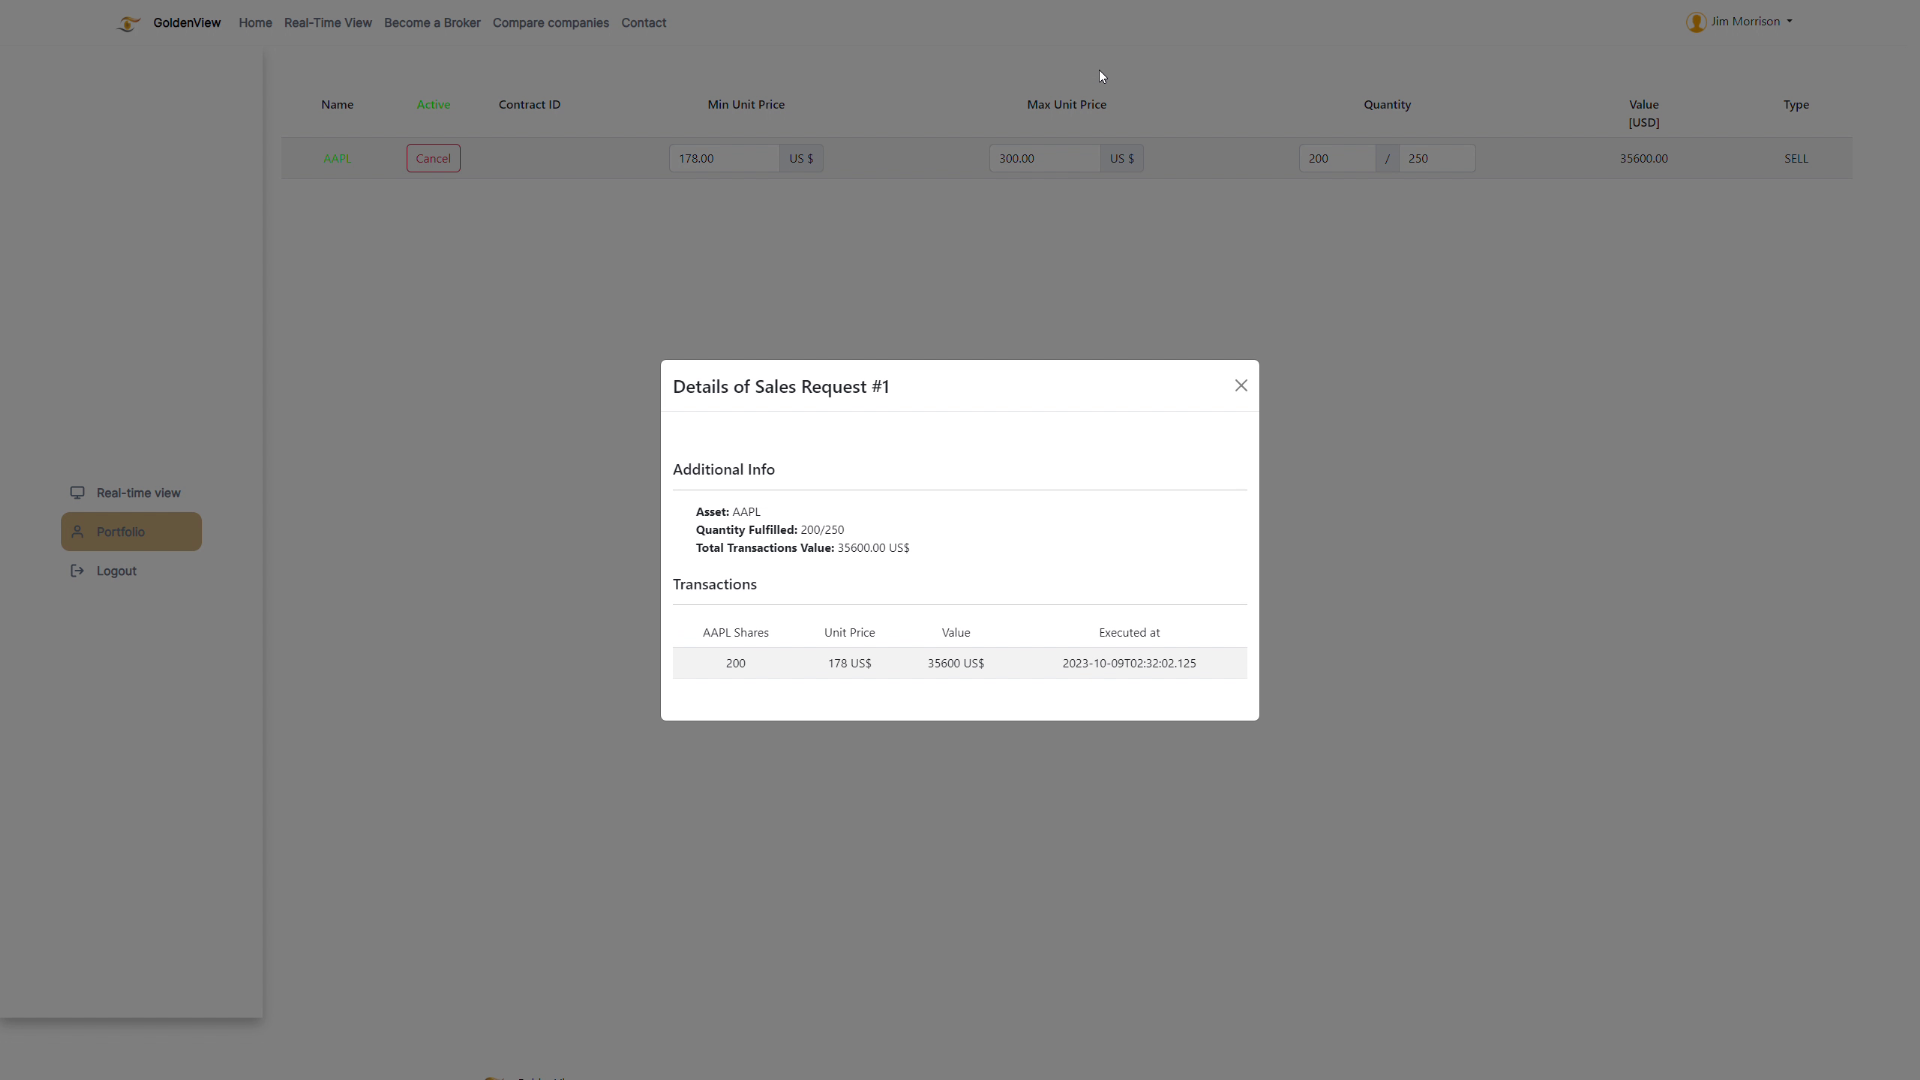 GoldenView Home Real-Time View Become a Broker Compare companies Contact Jim Morrison
Name Active Contract ID Min Unit Price Max Unit Price Quantity Value [USD] Type
AAPL Cancel 178.00 US $ 300.00 US $ 200 / 250 35600.00 SELL
Real-time view
Portfolio
Logout
Details of Sales Request #1
Additional Info
Asset: AAPL
Quantity Fulfilled: 200/250
Total Transactions Value: 35600.00 US$
Transactions
AAPL Shares Unit Price Value Executed at
200 178 US$ 35600 US$ 2023-10-09T02:32:02.125